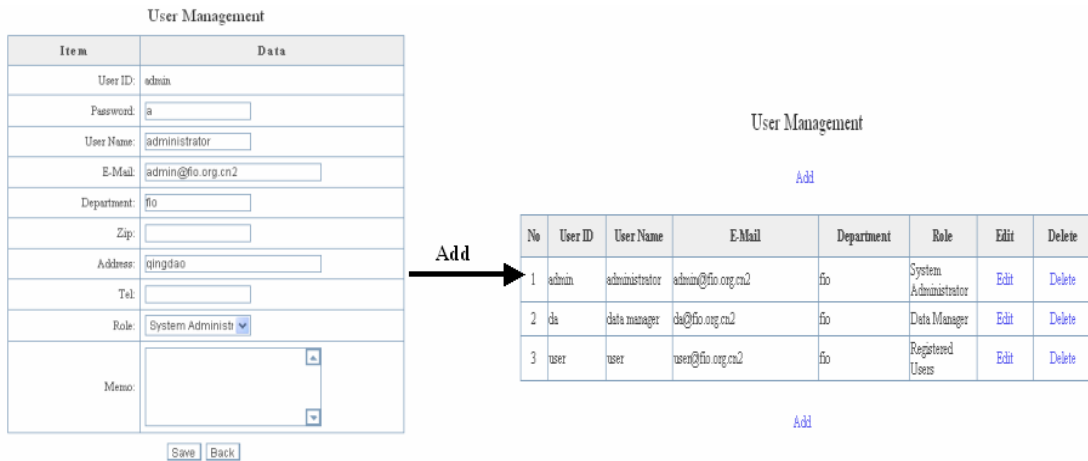 User Management
Item Data
User ID: admin
Password: a
User Name: administrator
E-Mail: admin@fio.org.cn2
Department: fio
Zip:
Address: qingdao
Tel:
Role: System Administr
Memo:
Save Back
Add
User Management
Add
No User ID User Name E-Mail Department Role Edit Delete
1 admin administrator admin@fio.org.cn2 fio System Administrator Edit Delete
2 da data manager da@fio.org.cn2 fio Data Manager Edit Delete
3 user user user@fio.org.cn2 fio Registered Users Edit Delete
Add